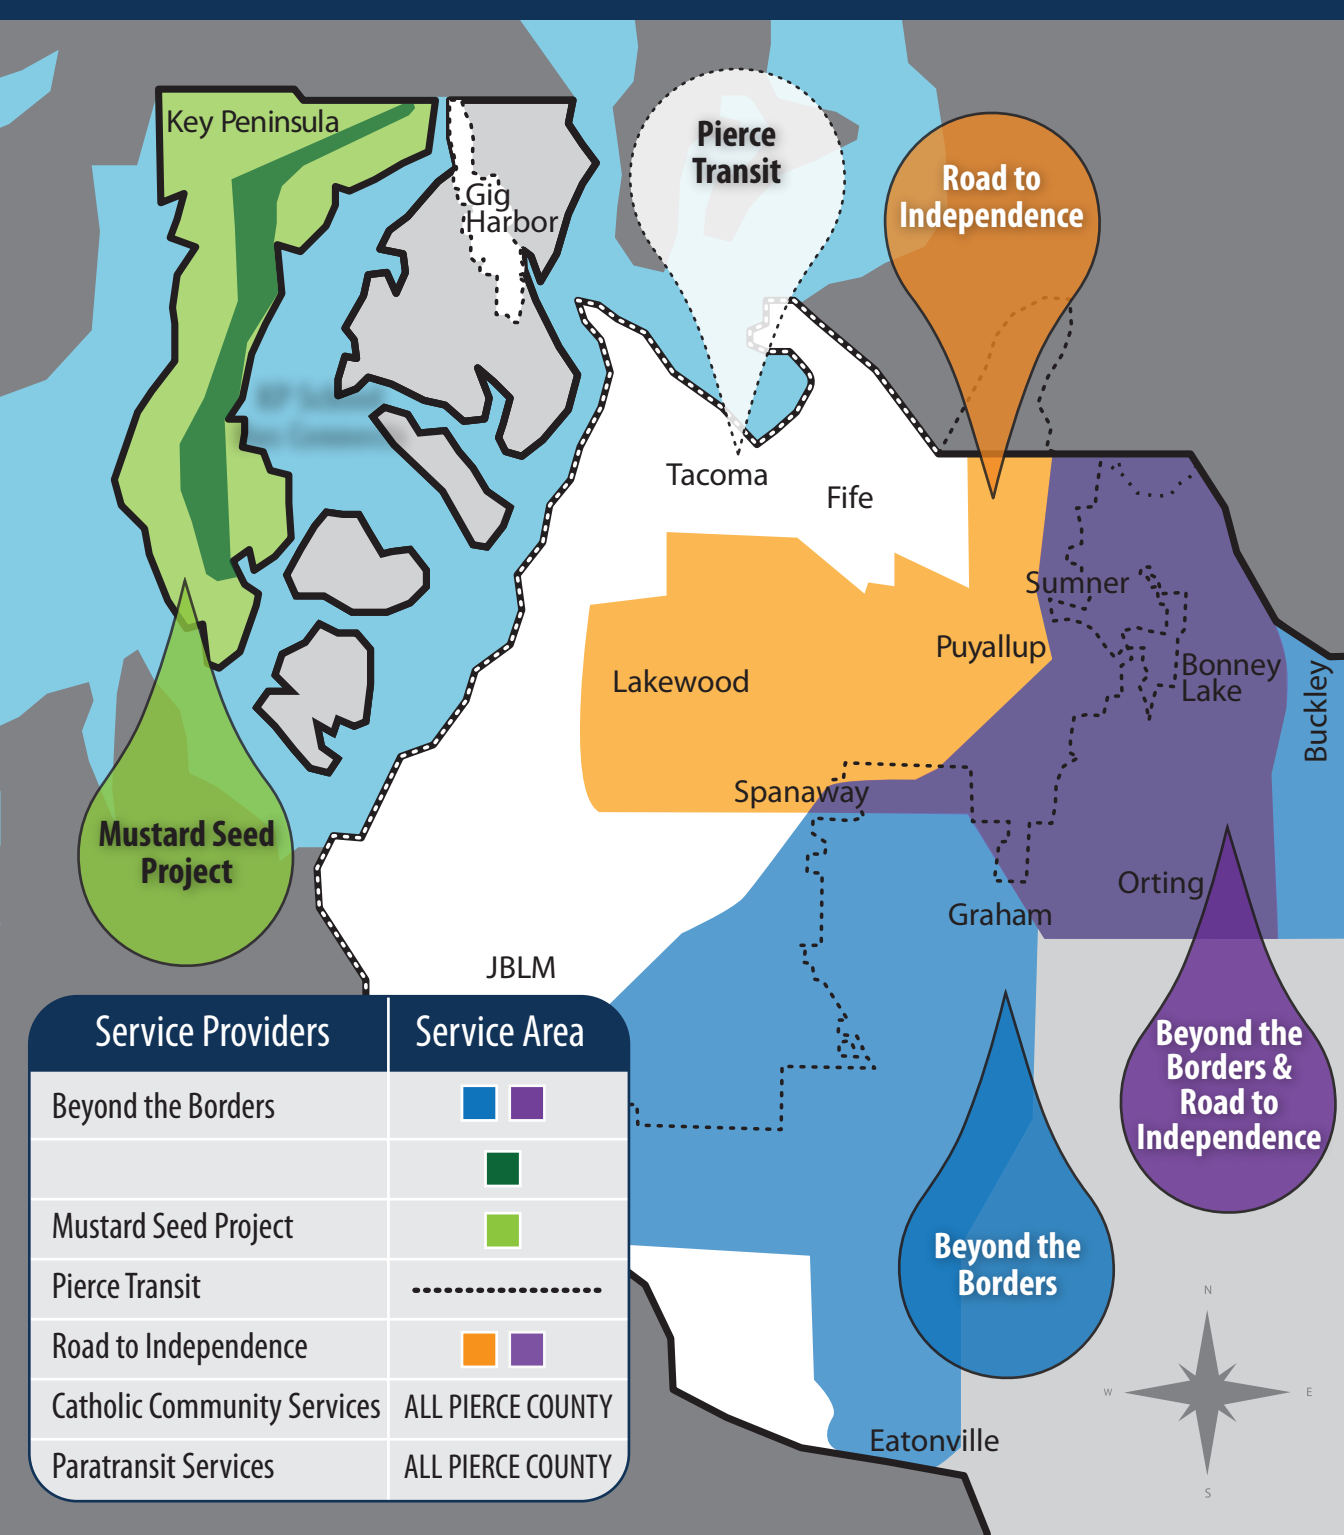 Key Peninsula
Gig
Harbor
Pierce
Transit
Road to
Independence
Tacoma
Fife
Sumner
Puyallup
Bonney
Lake
Buckley
Lakewood
Spanaway
Mustard Seed
Project
Orting
Graham
JBLM
Beyond the
Borders &
Road to
Independence
Beyond the
Borders
Eatonville
N
W
E
S
Service Providers
Service Area
Beyond the Borders
Mustard Seed Project
Pierce Transit
Road to Independence
Catholic Community Services
ALL PIERCE COUNTY
Paratransit Services
ALL PIERCE COUNTY